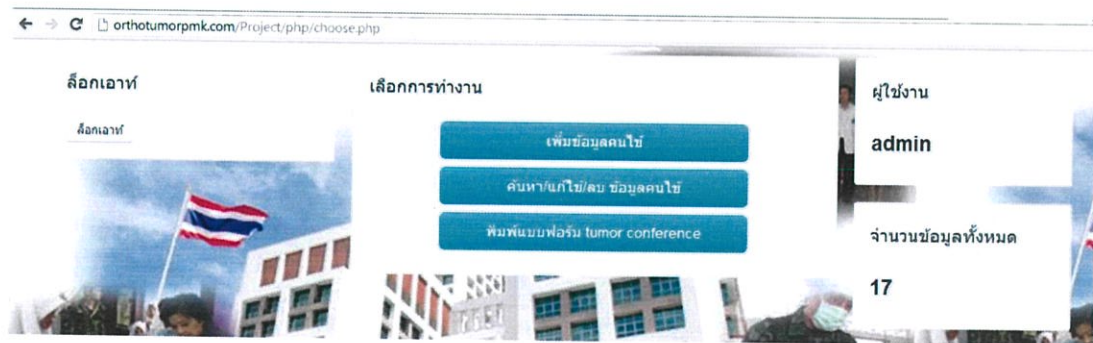 orthotumorpmk.com/Project/php/choose.php
ล็อกเอาท์
ล็อกเอาท์
เลือกการทำงาน
เพิ่มข้อมูลคนไข้
ค้นหา/แก้ไข/ลบ ข้อมูลคนไข้
พิมพ์แบบฟอร์ม tumor conference
ผู้ใช้งาน
admin
จำนวนข้อมูลทั้งหมด
17